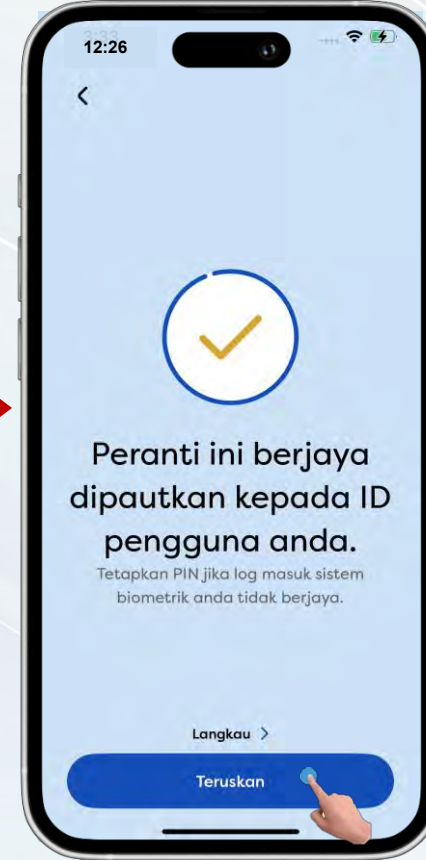 12:26
Peranti ini berjaya
dipautkan kepada ID
pengguna anda.
Tetapkan PIN jika log masuk sistem
biometrik anda tidak berjaya.
Langkau >
Teruskan